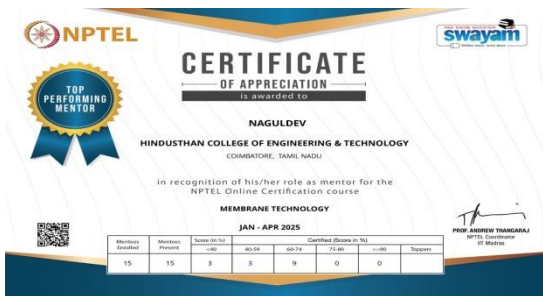 NPTEL
FREE ONLINE EDUCATION
swayam
CERTIFICATE
OF APPRECIATION
is awarded to
TOP
PERFORMING
MENTOR
NAGULDEV
HINDUSTHAN COLLEGE OF ENGINEERING & TECHNOLOGY
COIMBATORE, TAMIL NADU
in recognition of his/her role as mentor for the
NPTEL Online Certification course
MEMBRANE TECHNOLOGY
JAN - APR 2025
PROF. ANDREW THANGARAJ
NPTEL Coordinator
IIT Madras
Mentees Enrolled Mentees Present Score (in %) Certified (Score in %) Toppers
<40 40-59 60-74 75-89 >=90
15 15 3 3 9 0 0